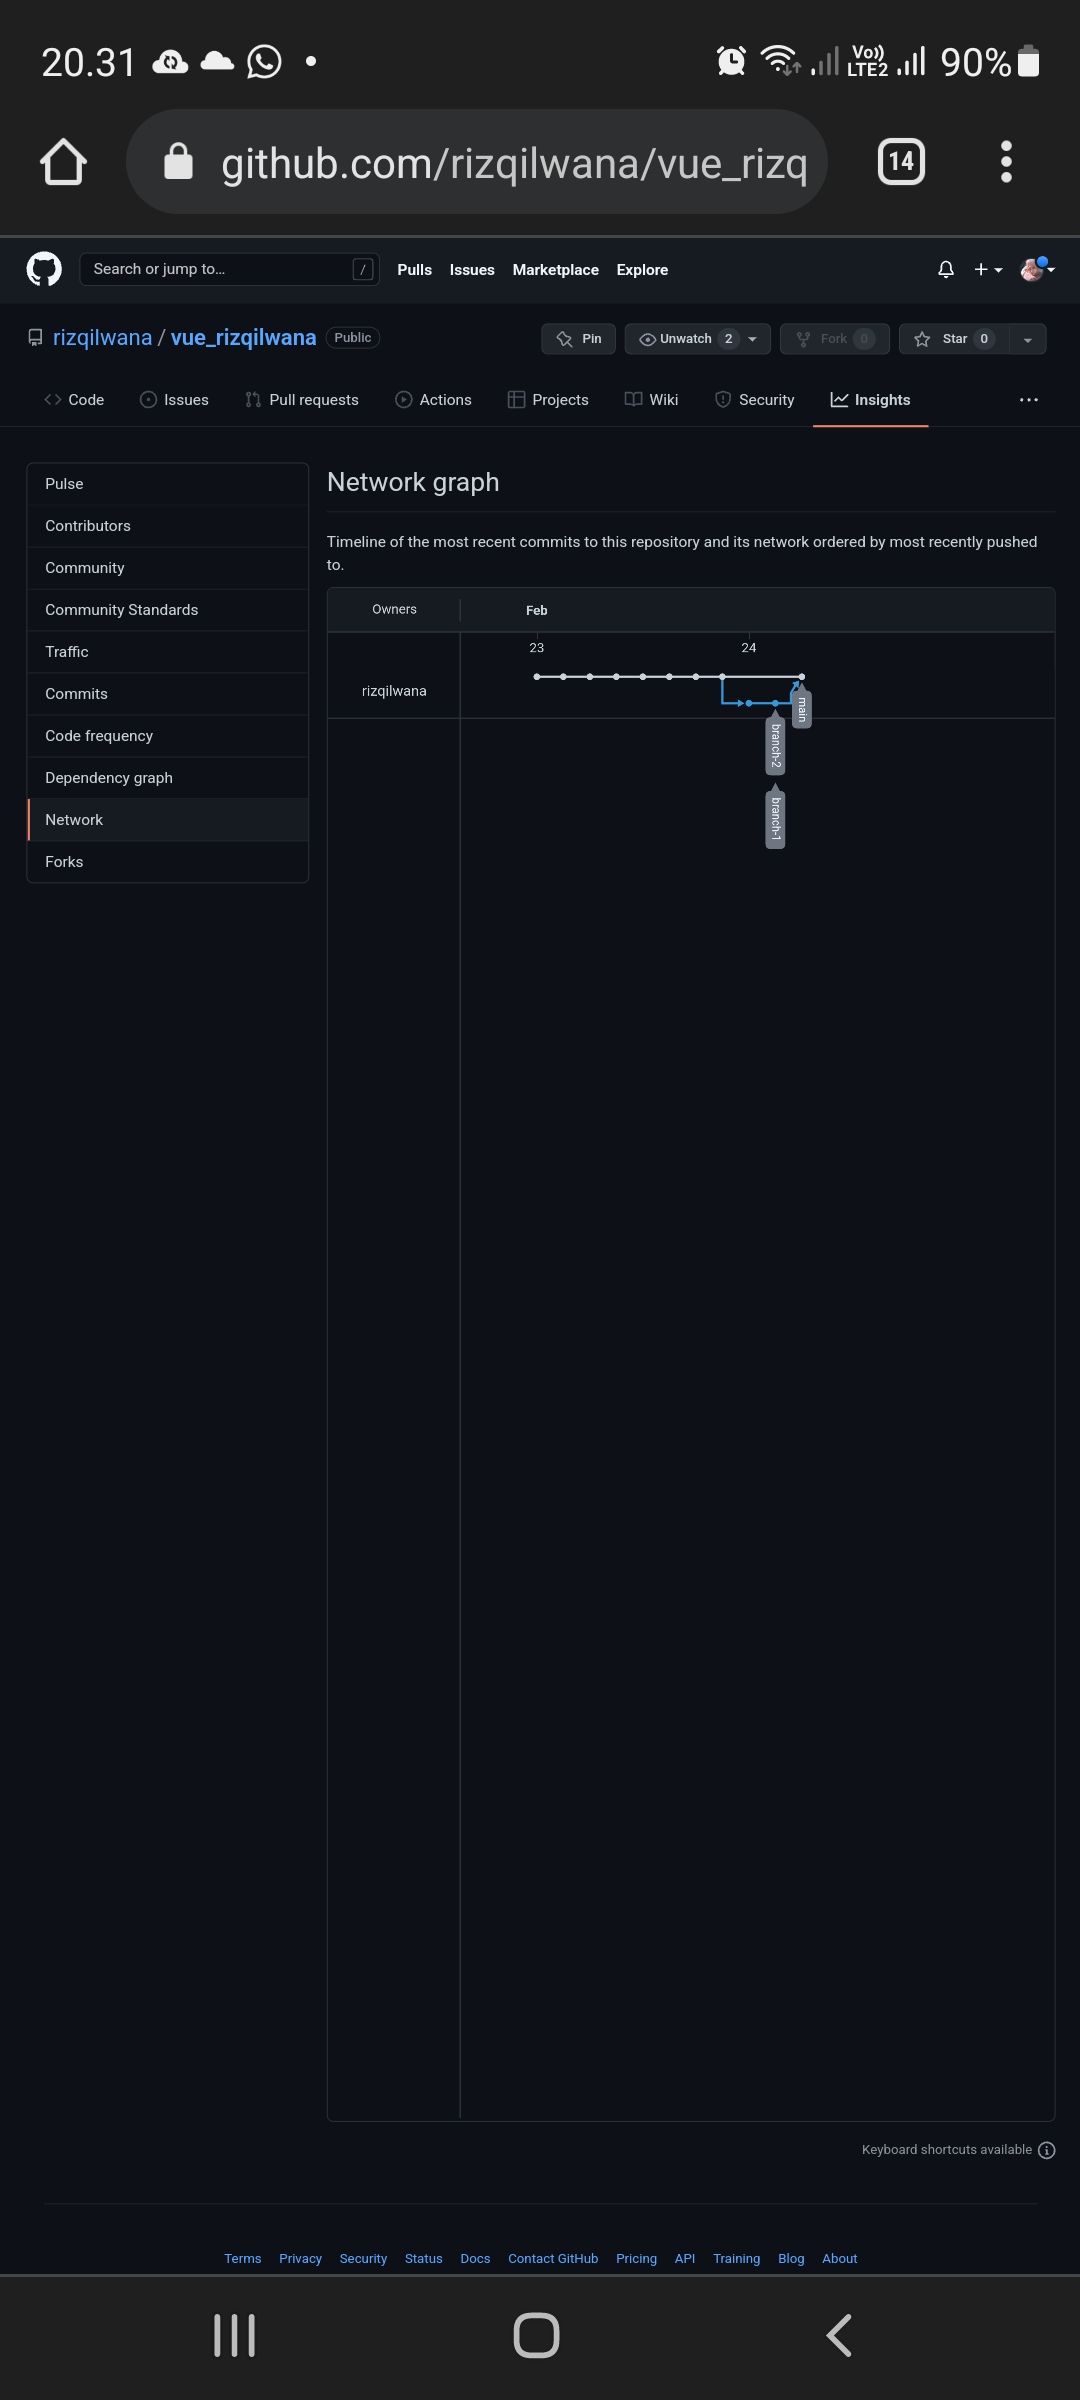 20.31
Vo))
LTE2
90%
github.com/rizqilwana/vue_rizq
14
Search or jump to...
/
Pulls Issues Marketplace Explore
rizqilwana / vue_rizqilwana Public
Pin
Unwatch 2
Fork 0
Star 0
Code Issues Pull requests Actions Projects Wiki Security Insights
Pulse
Contributors
Community
Community Standards
Traffic
Commits
Code frequency
Dependency graph
Network
Forks
Network graph
Timeline of the most recent commits to this repository and its network ordered by most recently pushed
to.
Owners Feb
23 24
rizqilwana
main
branch-2
branch-1
Keyboard shortcuts available
Terms Privacy Security Status Docs Contact GitHub Pricing API Training Blog About